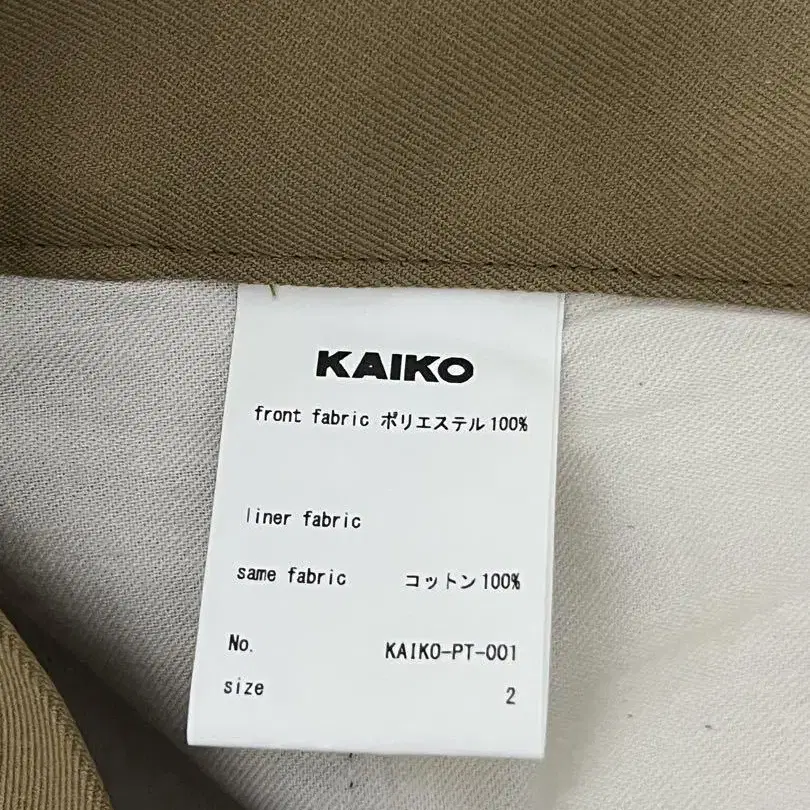 KAIKO
front fabric ポリエステル100%
liner fabric
same fabric コットン100%
No. KAIKO-PT-001
size 2